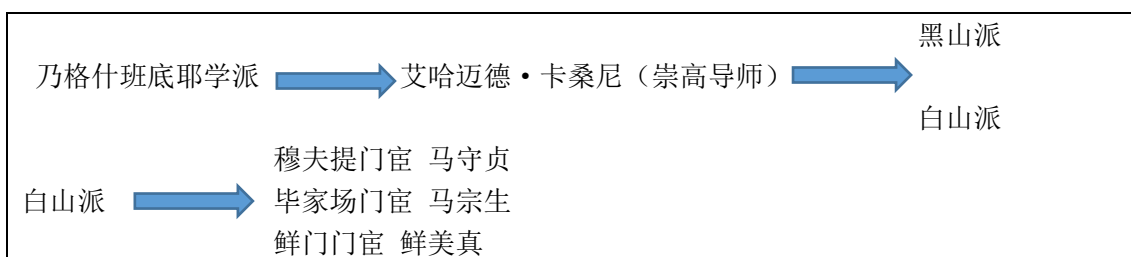 黑山派
乃格什班底耶学派 艾哈迈德•卡桑尼（崇高导师）
白山派
穆夫提门宦 马守贞
白山派 毕家场门宦 马宗生
鲜门门宦 鲜美真